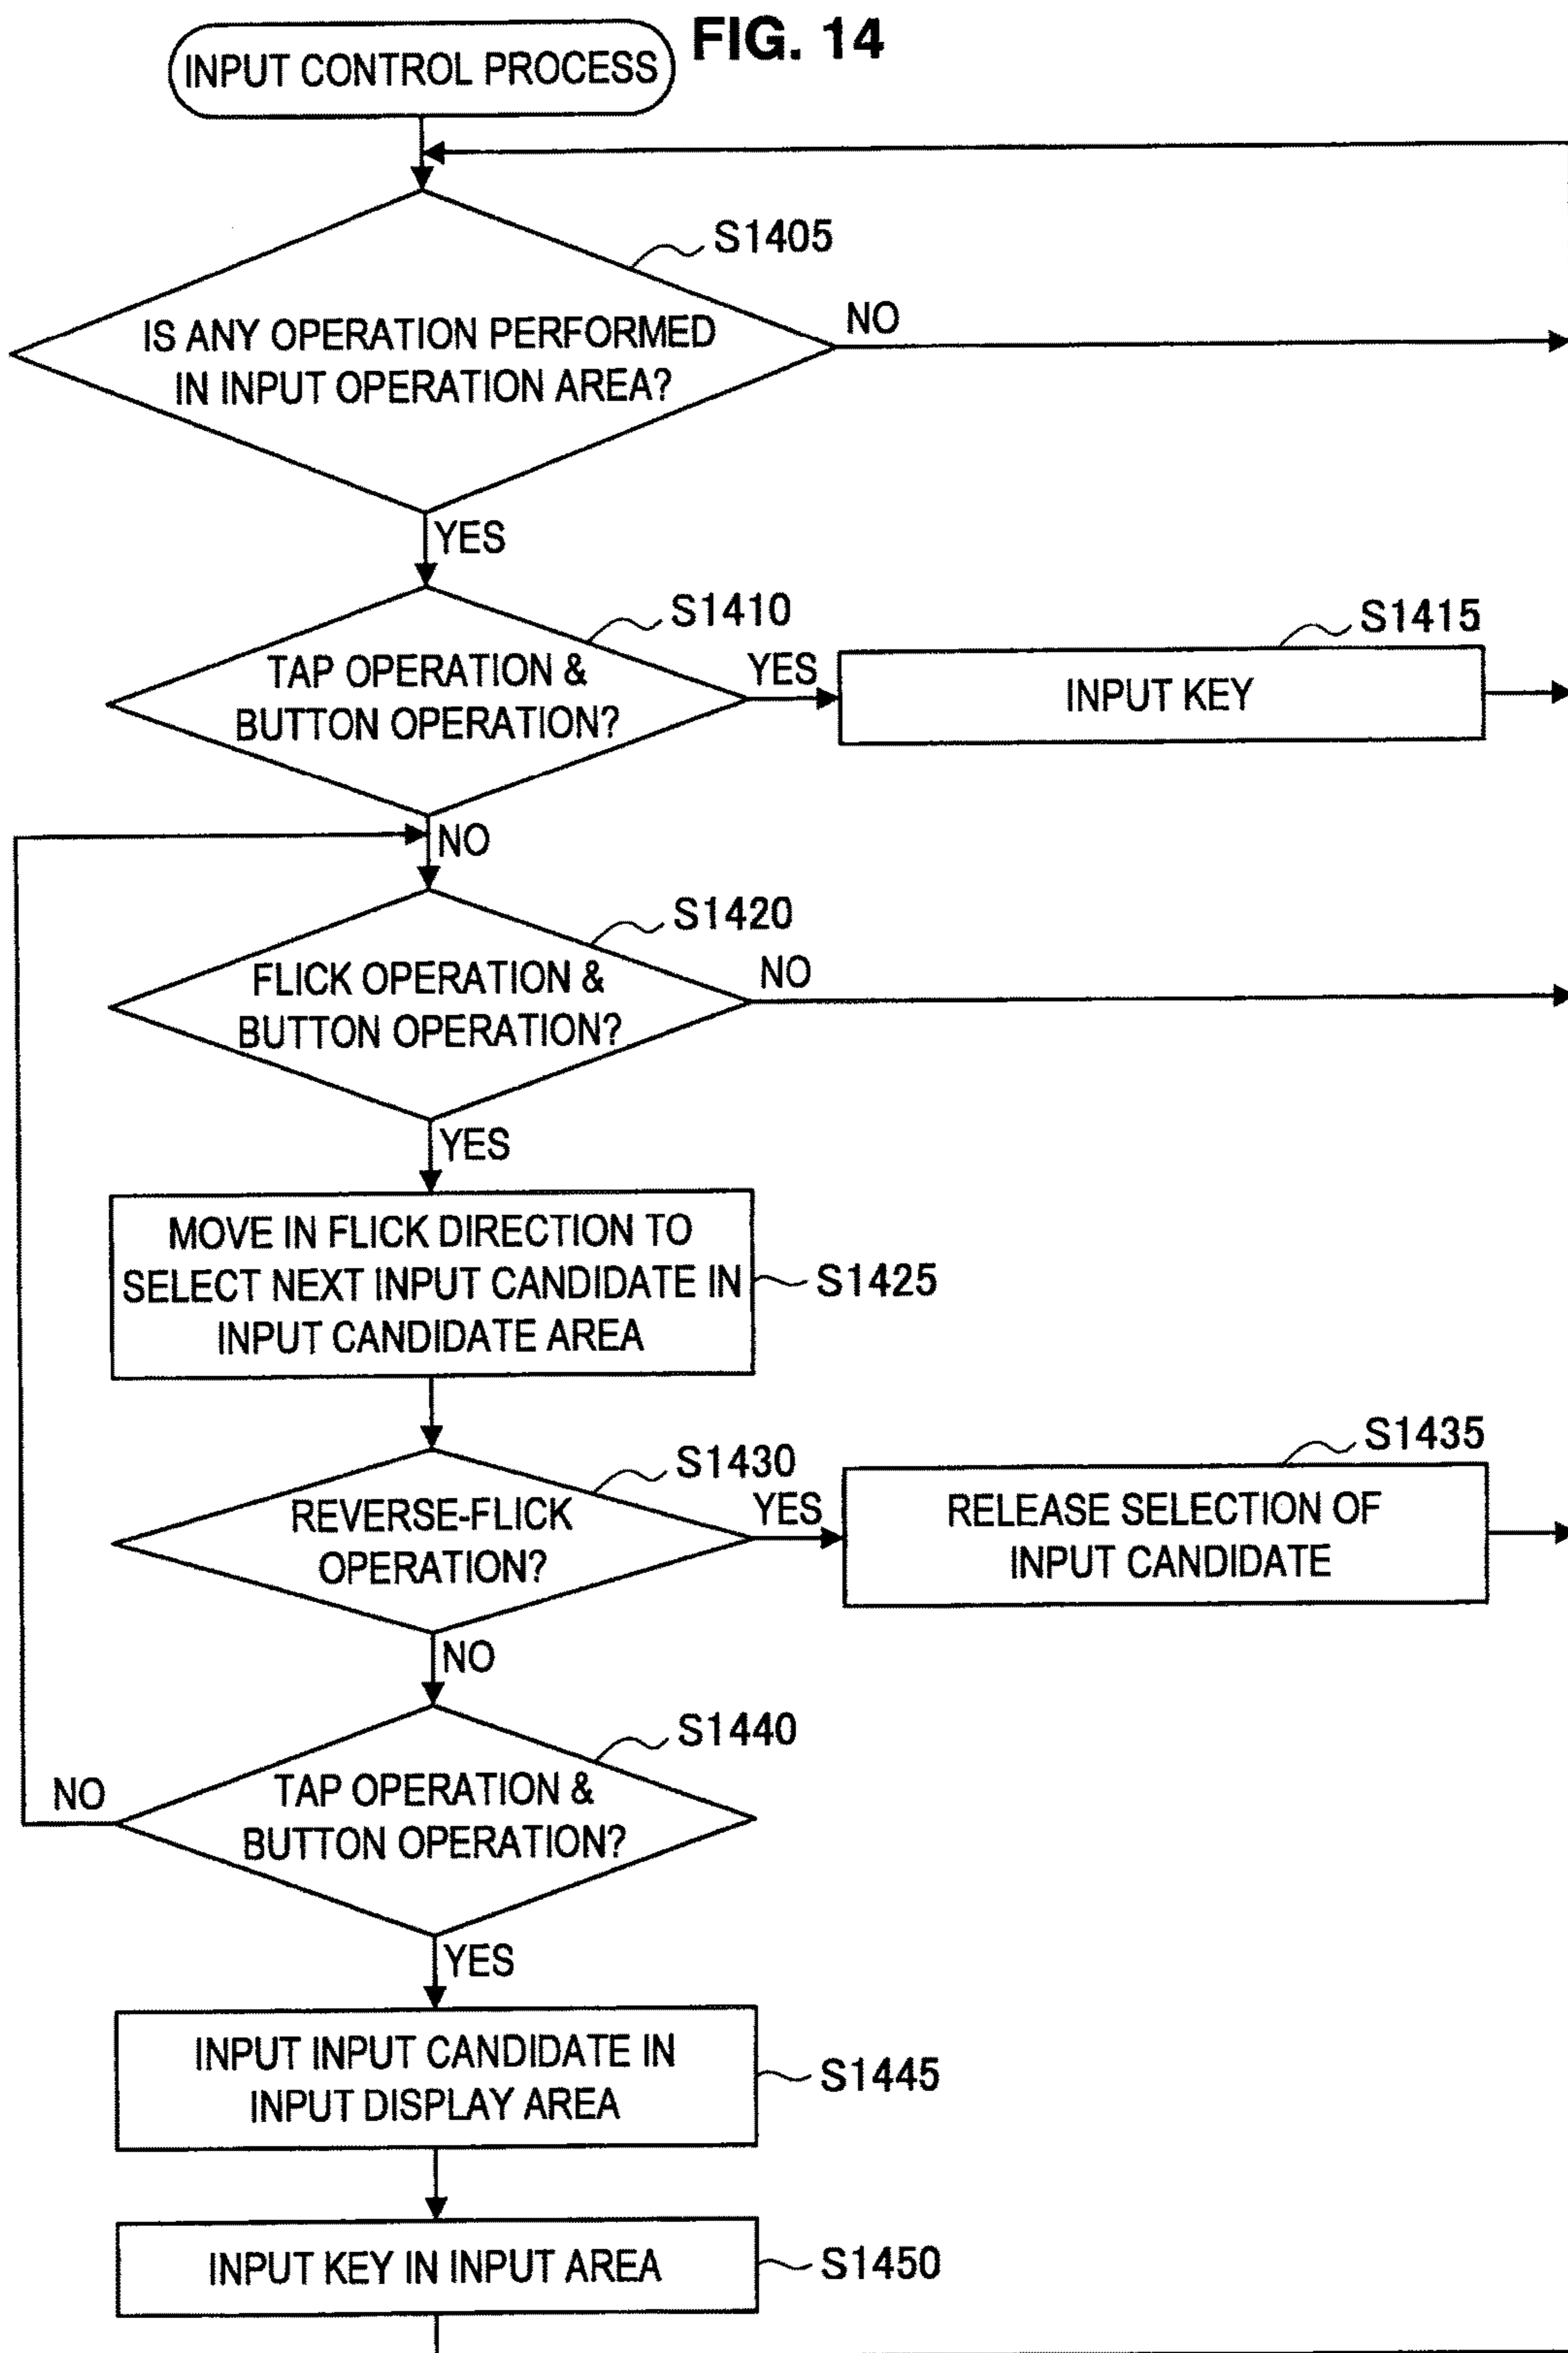 FIG. 14
INPUT CONTROL PROCESS
S1405
IS ANY OPERATION PERFORMED
IN INPUT OPERATION AREA?
NO
YES
S1410
TAP OPERATION &
BUTTON OPERATION?
YES
S1415
INPUT KEY
NO
S1420
FLICK OPERATION &
BUTTON OPERATION?
NO
YES
MOVE IN FLICK DIRECTION TO
SELECT NEXT INPUT CANDIDATE IN
INPUT CANDIDATE AREA
S1425
S1430
REVERSE-FLICK
OPERATION?
YES
S1435
RELEASE SELECTION OF
INPUT CANDIDATE
NO
S1440
TAP OPERATION &
BUTTON OPERATION?
NO
YES
INPUT INPUT CANDIDATE IN
INPUT DISPLAY AREA
S1445
INPUT KEY IN INPUT AREA
S1450